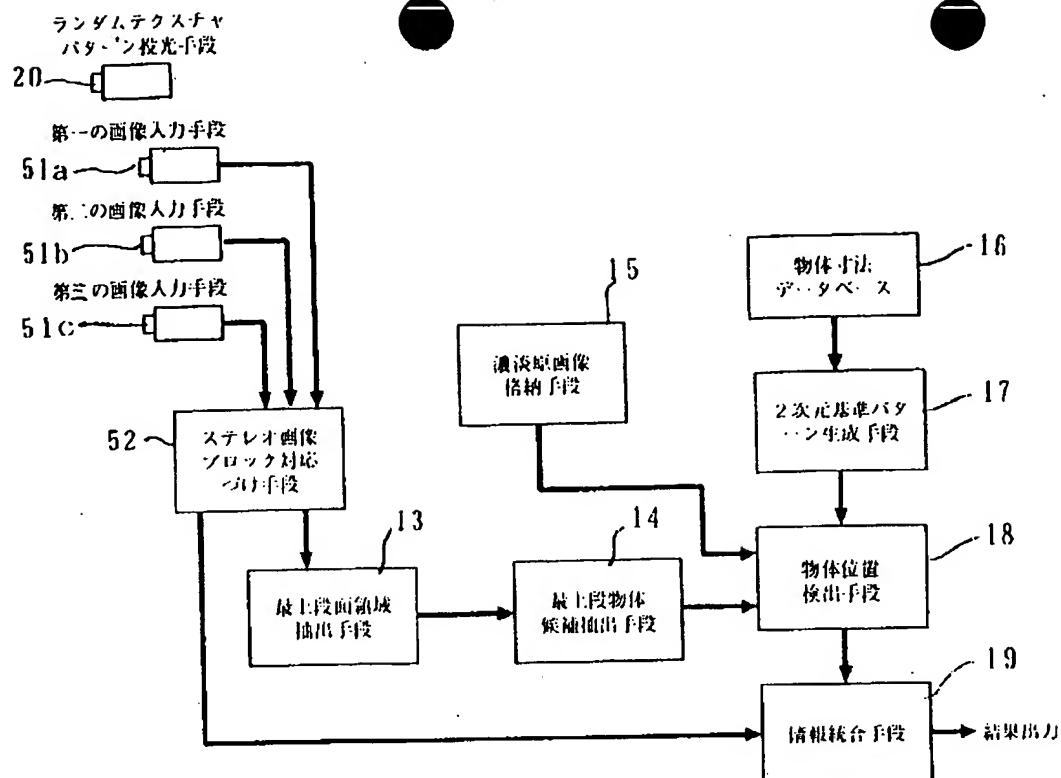 ランダムテクスチャ
パターン投光手段
20
第一の画像入力手段
51a
第二の画像入力手段
51b
第三の画像入力手段
51c
52
ステレオ画像
ブロック対応
づけ手段
15
濃淡原画像
格納手段
物体寸法
データベース
16
2次元基準パタ
ーン生成手段
17
13
最上段面領域
抽出手段
14
最上段物体
候補抽出手段
物体位置
検出手段
18
19
情報統合手段
結果出力